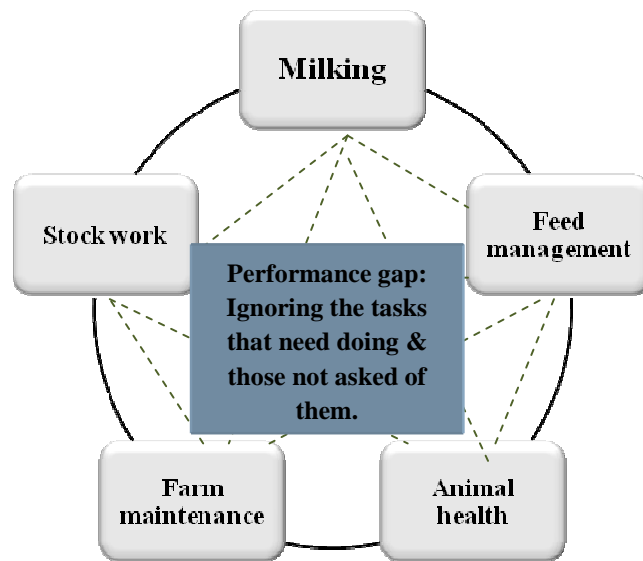 Milking
Stock work
Feed
management
Performance gap:
Ignoring the tasks
that need doing &
those not asked of
them.
Farm
maintenance
Animal
health